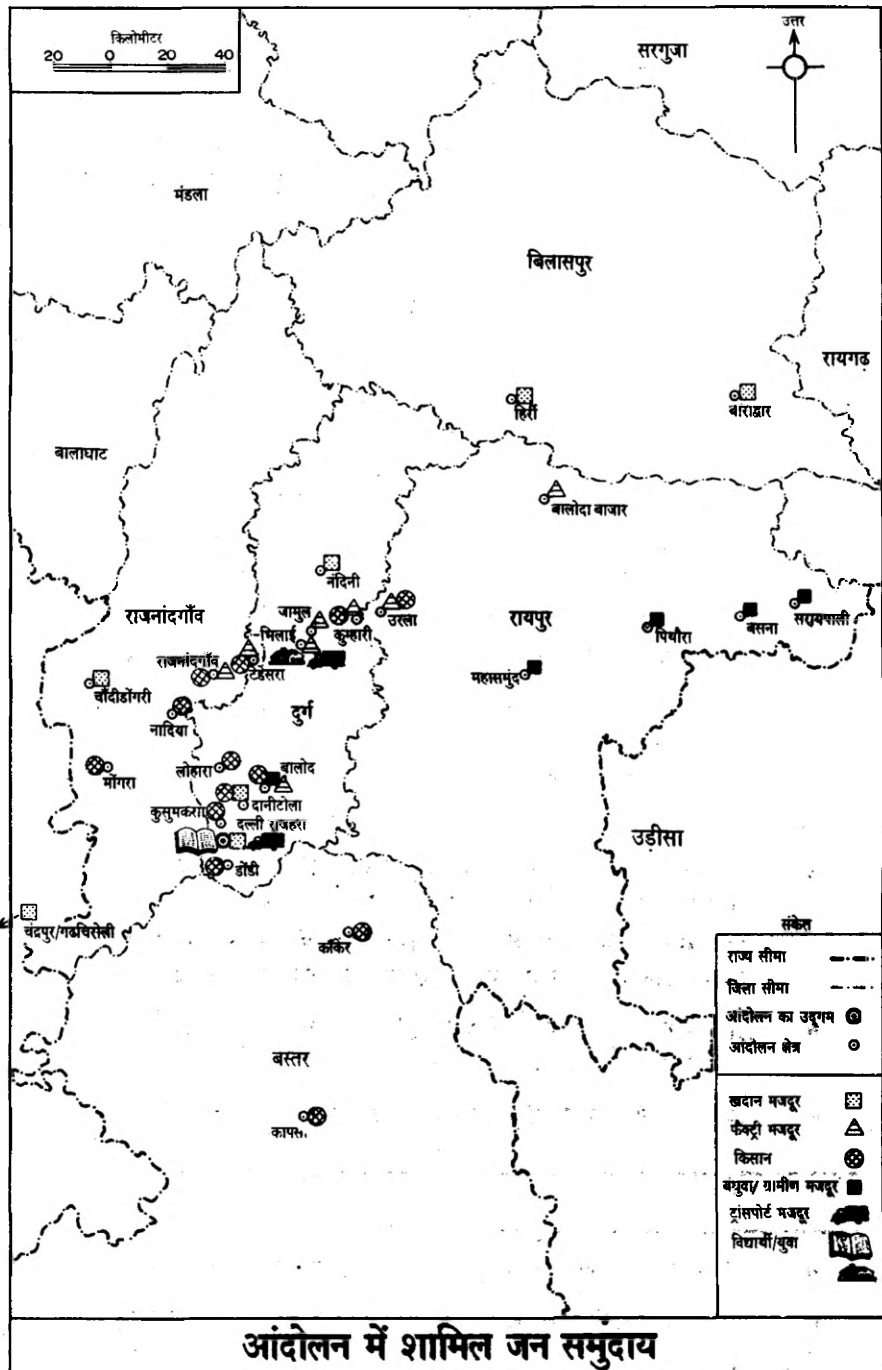 किलोमीटर
20 0 20 40
उत्तर
सरगुजा
मंडला
बिलासपुर
रायगढ़
हिर्री
बाराद्वार
बालाघाट
बालोदा बाजार
नंदिनी
राजनांदगाँव
जामुल
भिलाई
कुम्हारी
उरला
रायपुर
पिथौरा
बसना
सरायपाली
राजनांदगाँव
टेडेसरा
महासमुंद
चाँदीडोंगरी
नादिया
दुर्ग
मोंगरा
लोहारा
बालोद
दानीटोला
कुसुमकसा
दल्ली राजहरा
उड़ीसा
डोंडी
चंद्रपुर/गढचिरोली
काँकेर
संकेत
राज्य सीमा
जिला सीमा
आंदोलन का उद्गम
आंदोलन क्षेत्र
बस्तर
कापसी
खदान मजदूर
फैक्ट्री मजदूर
किसान
बंधुवा/ ग्रामीण मजदूर
ट्रांसपोर्ट मजदूर
विद्यार्थी/युवा
आंदोलन में शामिल जन समुंदाय